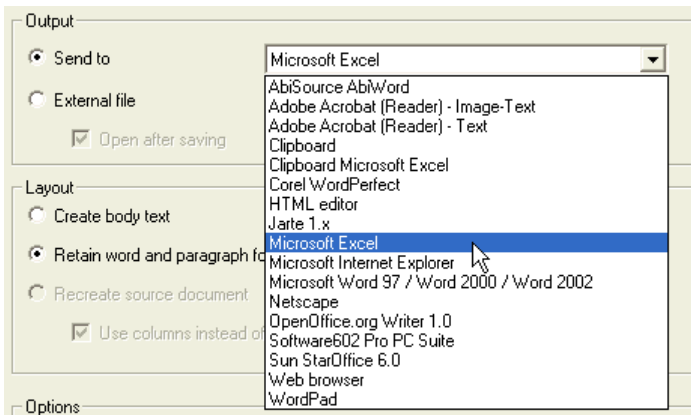 Output
Send to
Microsoft Excel
External file
Open after saving
AbiSource AbiWord
Adobe Acrobat (Reader) - Image-Text
Adobe Acrobat (Reader) - Text
Clipboard
Clipboard Microsoft Excel
Corel WordPerfect
HTML editor
Jarte 1.x
Microsoft Excel
Microsoft Internet Explorer
Microsoft Word 97 / Word 2000 / Word 2002
Netscape
OpenOffice.org Writer 1.0
Software602 Pro PC Suite
Sun StarOffice 6.0
Web browser
WordPad
Layout
Create body text
Retain word and paragraph fo
Recreate source document
Use columns instead of
Options